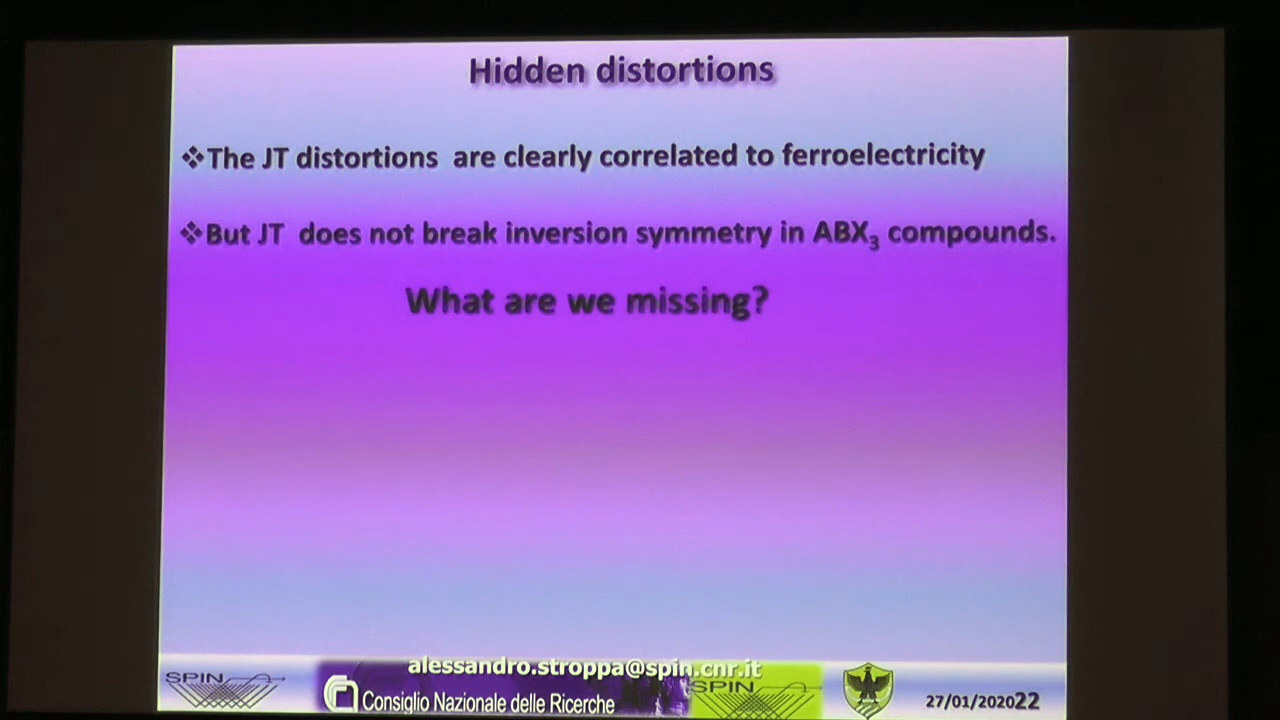 Hidden distortions
❖The JT distortions are clearly correlated to ferroelectricity
❖But JT does not break inversion symmetry in ABX₃ compounds.
What are we missing?
alessandro.stroppa@spin.cnr.it
SPIN
Consiglio Nazionale delle Ricerche
SPIN
27/01/2020 22